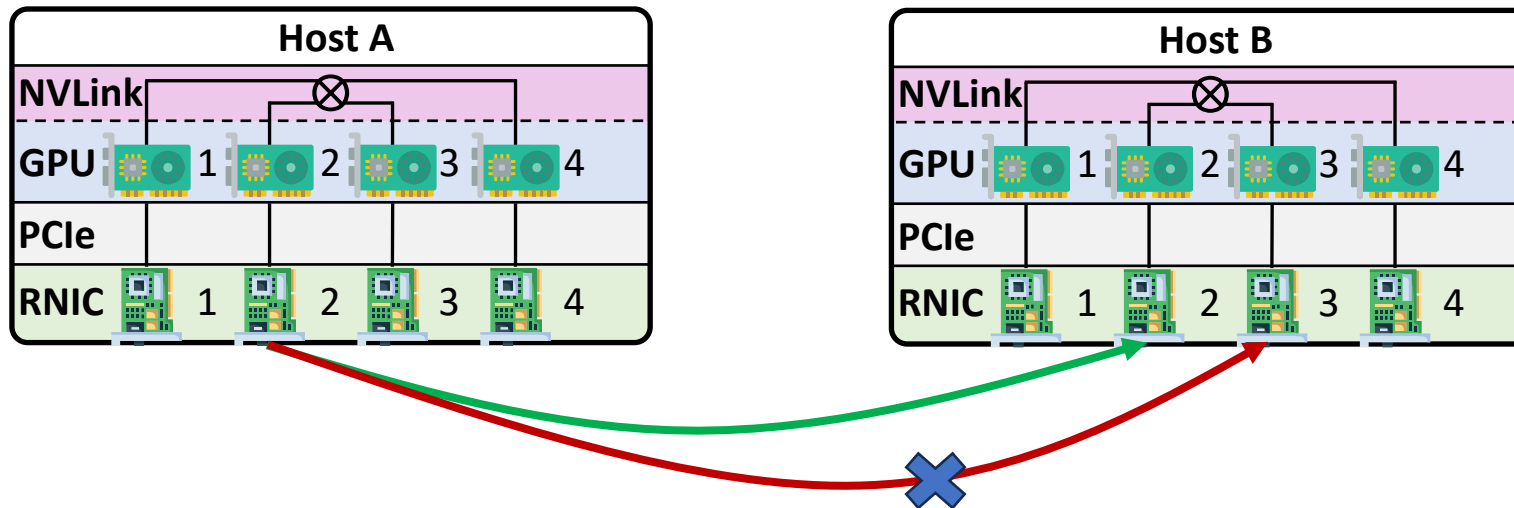 Host A
NVLink
GPU 1 2 3 4
PCIe
RNIC 1 2 3 4
Host B
NVLink
GPU 1 2 3 4
PCIe
RNIC 1 2 3 4